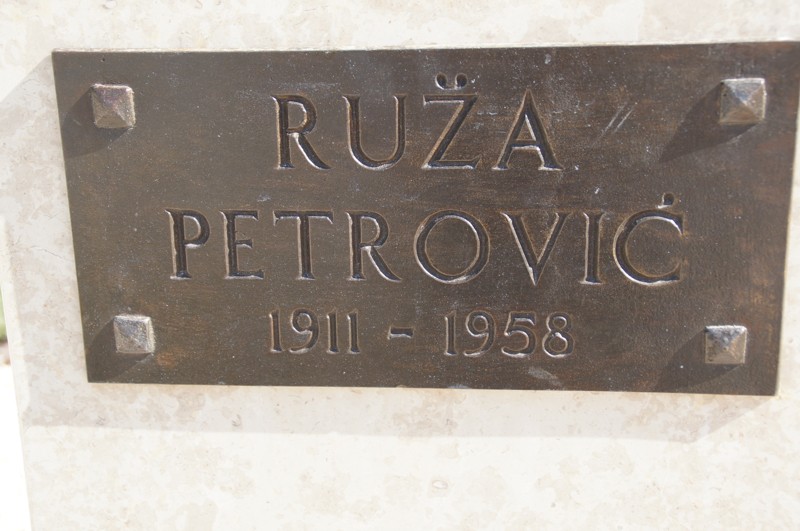 RUŽA
PETROVIĆ
1911 - 1958